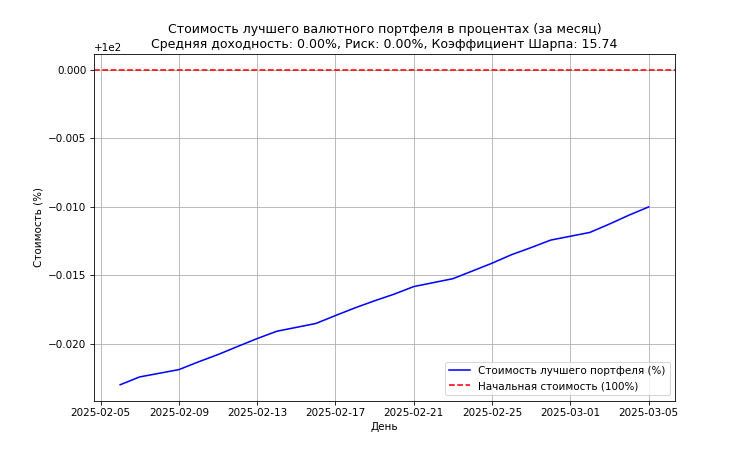 Стоимость лучшего валютного портфеля в процентах (за месяц)
Средняя доходность: 0.00%, Риск: 0.00%, Коэффициент Шарпа: 15.74
+1e2
0.000
−0.005
−0.010
−0.015
−0.020
Стоимость (%)
Стоимость лучшего портфеля (%)
Начальная стоимость (100%)
2025-02-05 2025-02-09 2025-02-13 2025-02-17 2025-02-21 2025-02-25 2025-03-01 2025-03-05
День